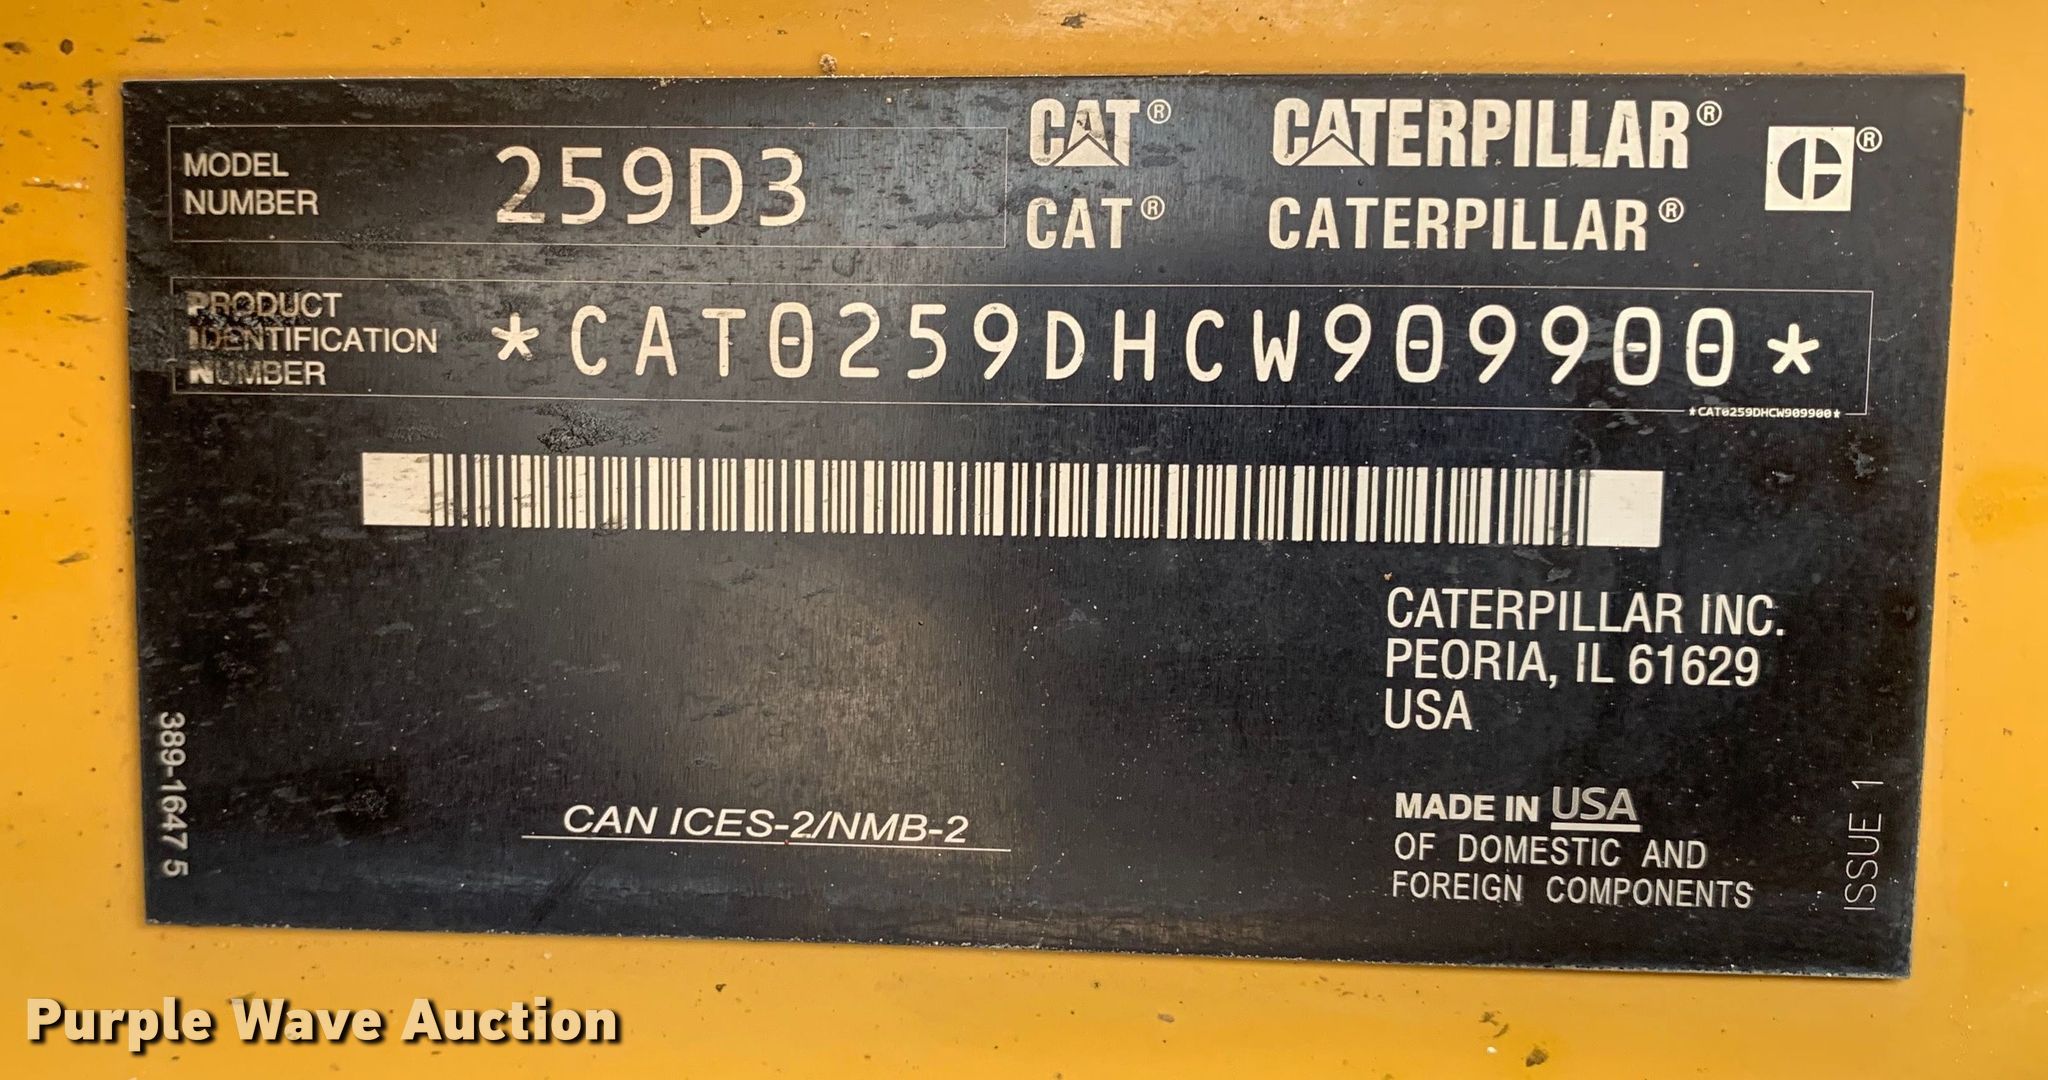 MODEL
NUMBER
259D3
CAT® CATERPILLAR®
CAT® CATERPILLAR®
®
PRODUCT
IDENTIFICATION
NUMBER
*CAT0259DHCW909900*
*CAT0259DHCW909900*
CATERPILLAR INC.
PEORIA, IL 61629
USA
CAN ICES-2/NMB-2
MADE IN USA
OF DOMESTIC AND
FOREIGN COMPONENTS
389-1647 5
ISSUE 1
Purple Wave Auction